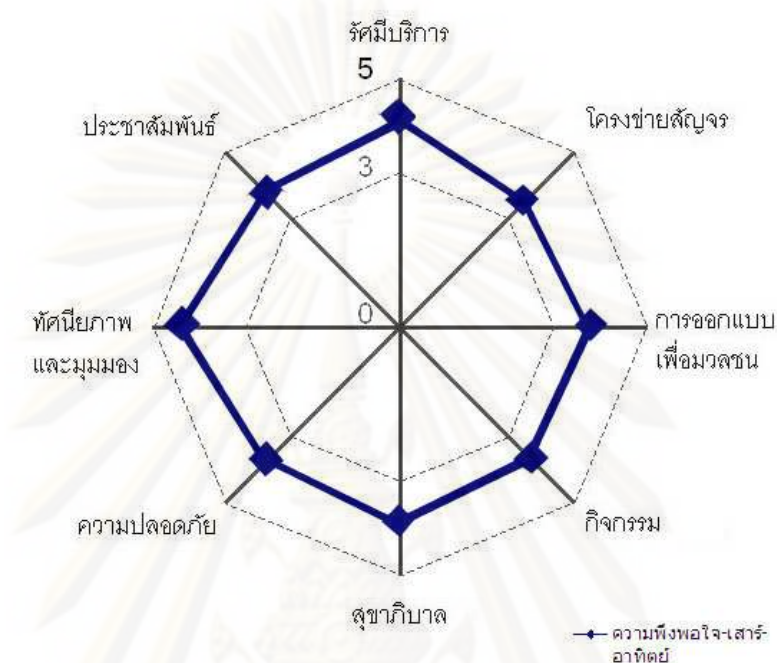 รัศมีบริการ
5
ประชาสัมพันธ์
โครงข่ายสัญจร
3
0
ทัศนียภาพ
และมุมมอง
การออกแบบ
เพื่อมวลชน
ความปลอดภัย
กิจกรรม
สุขาภิบาล
ความพึงพอใจ-เสาร์-
อาทิตย์